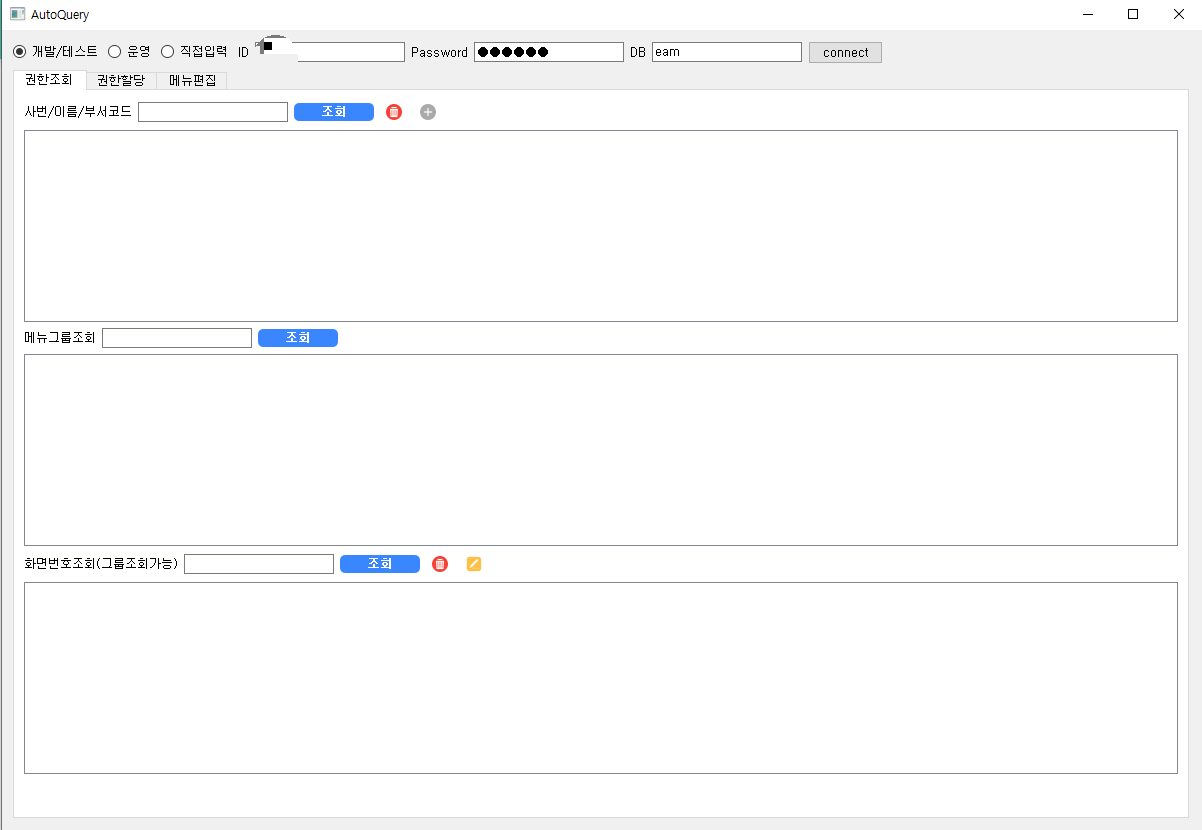 AutoQuery
개발/테스트 운영 직접입력 ID Password ●●●●●● DB eam connect
권한조회 권한할당 메뉴편집
사번/이름/부서코드 조회
메뉴그룹조회 조회
화면번호조회(그룹조회가능) 조회